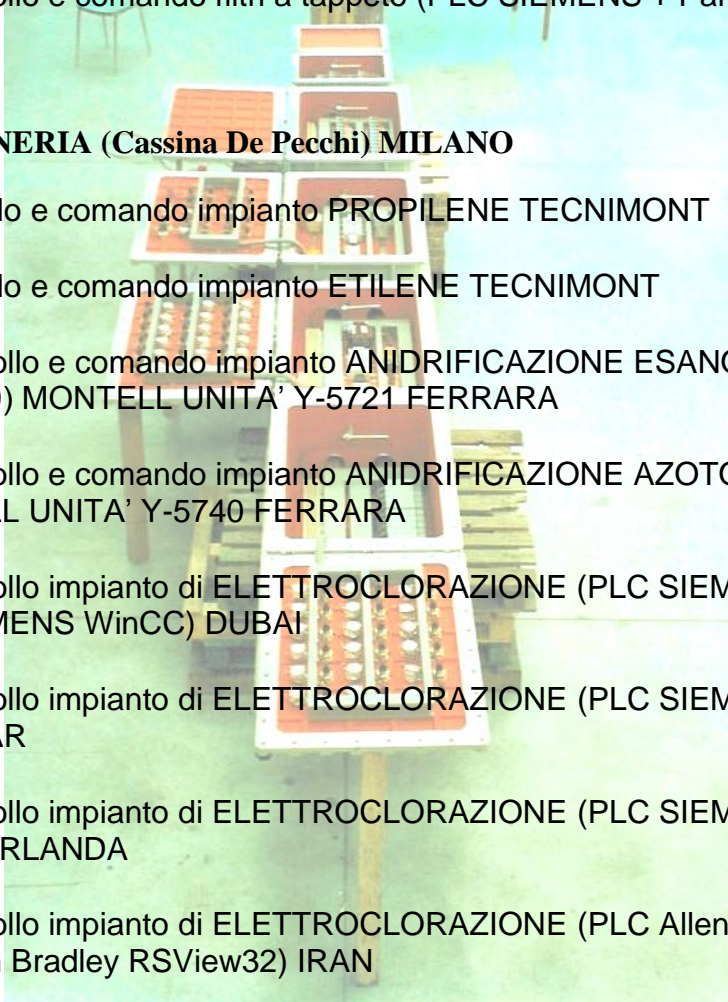 ollo e comando filtri a tappeto (PLC SIEMENS
NERIA (Cassina De Pecchi) MILANO
lo e comando impianto PROPILENE TECNIMONT
lo e comando impianto ETILENE TECNIMONT
ollo e comando impianto ANIDRIFICAZIONE ESANO
) MONTELL UNITA’ Y-5721 FERRARA
ollo e comando impianto ANIDRIFICAZIONE AZOTO
L UNITA’ Y-5740 FERRARA
ollo impianto di ELETTROCLORAZIONE (PLC SIEM
MENS WinCC) DUBAI
ollo impianto di ELETTROCLORAZIONE (PLC SIEM
AR
ollo impianto di ELETTROCLORAZIONE (PLC SIEM
RLANDA
ollo impianto di ELETTROCLORAZIONE (PLC Allen
Bradley RSView32) IRAN